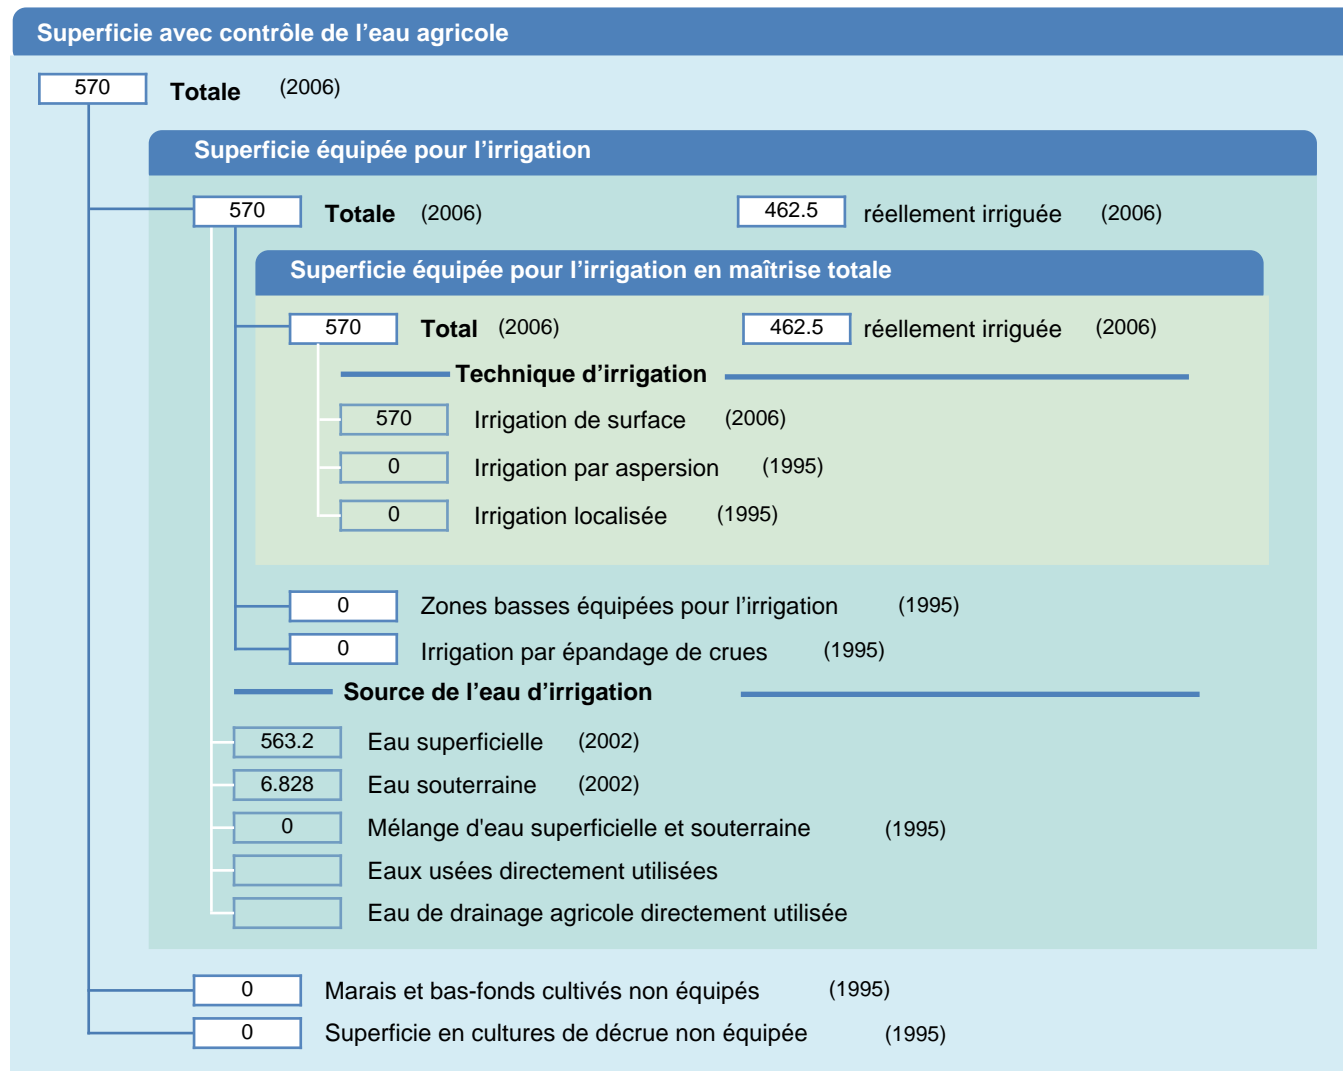 Superficie avec contrôle de l'eau agricole
570 Totale (2006)
Superficie équipée pour l'irrigation
570 Totale (2006) 462.5 réellement irriguée (2006)
Superficie équipée pour l'irrigation en maîtrise totale
570 Total (2006) 462.5 réellement irriguée (2006)
Technique d'irrigation
570 Irrigation de surface (2006)
0 Irrigation par aspersion (1995)
0 Irrigation localisée (1995)
0 Zones basses équipées pour l'irrigation (1995)
0 Irrigation par épandage de crues (1995)
Source de l'eau d'irrigation
563.2 Eau superficielle (2002)
6.828 Eau souterraine (2002)
0 Mélange d'eau superficielle et souterraine (1995)
Eaux usées directement utilisées
Eau de drainage agricole directement utilisée
0 Marais et bas-fonds cultivés non équipés (1995)
0 Superficie en cultures de décrue non équipée (1995)